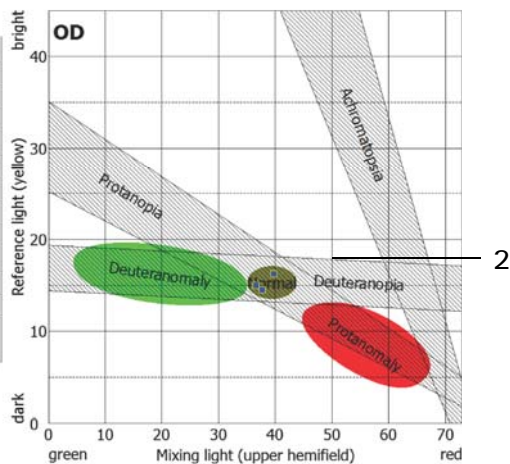 OD
bright
Reference light (yellow)
dark
40
30
20
10
0
Achromatopsia
Protanopia
Deuteranomaly
Normal
Deuteranopia
Protanomaly
2
0 10 20 30 40 50 60 70
green Mixing light (upper hemifield) red